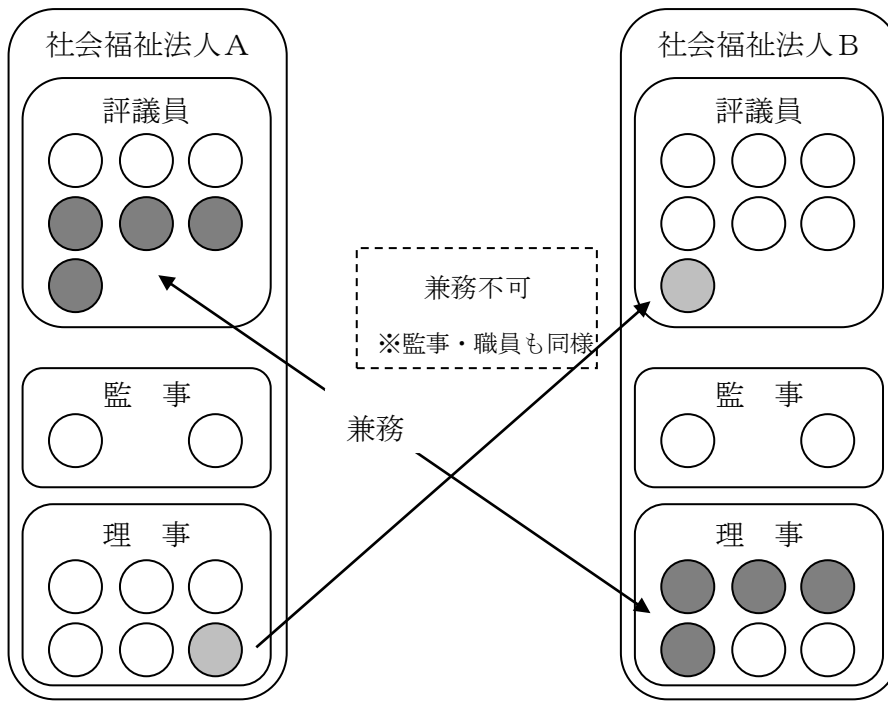 社会福祉法人A
評議員
監　事
理　事
兼務不可
※監事・職員も同様
兼務
社会福祉法人B
評議員
監　事
理　事